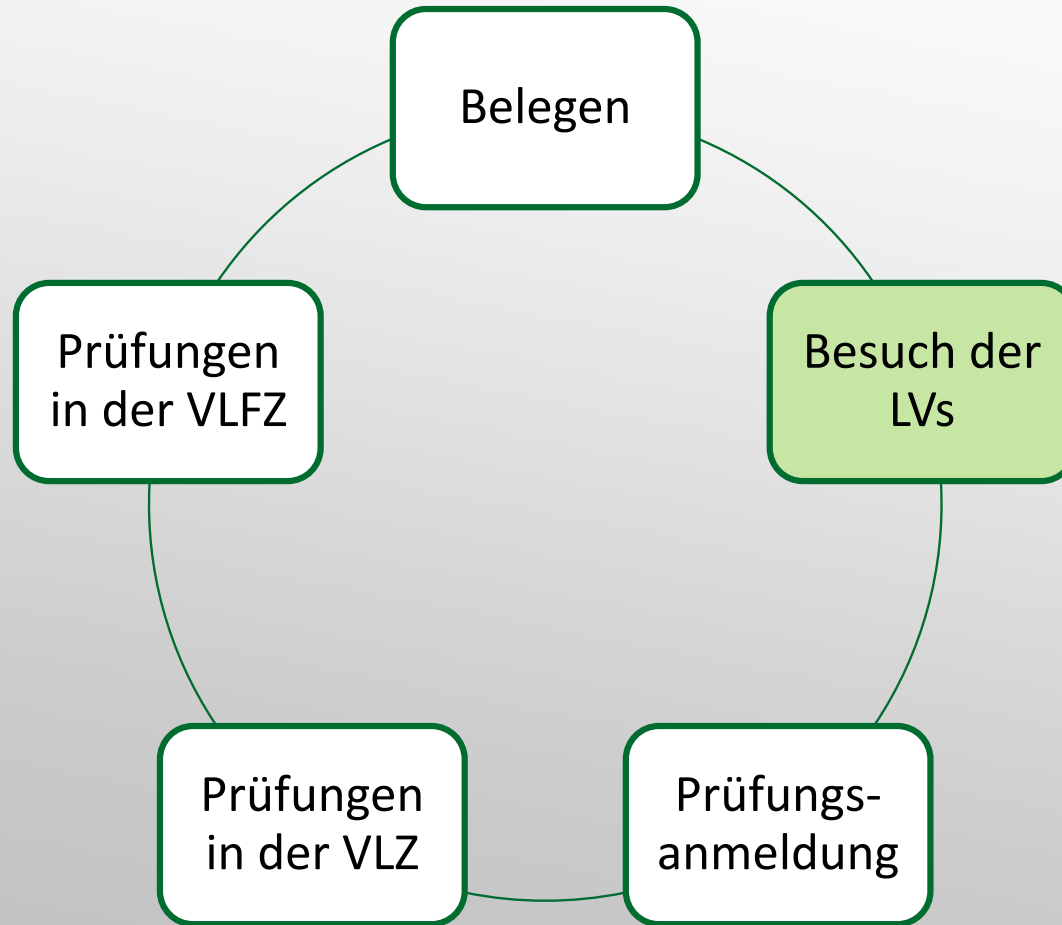 Belegen
Besuch der
LVs
Prüfungs-
anmeldung
Prüfungen
in der VLZ
Prüfungen
in der VLFZ